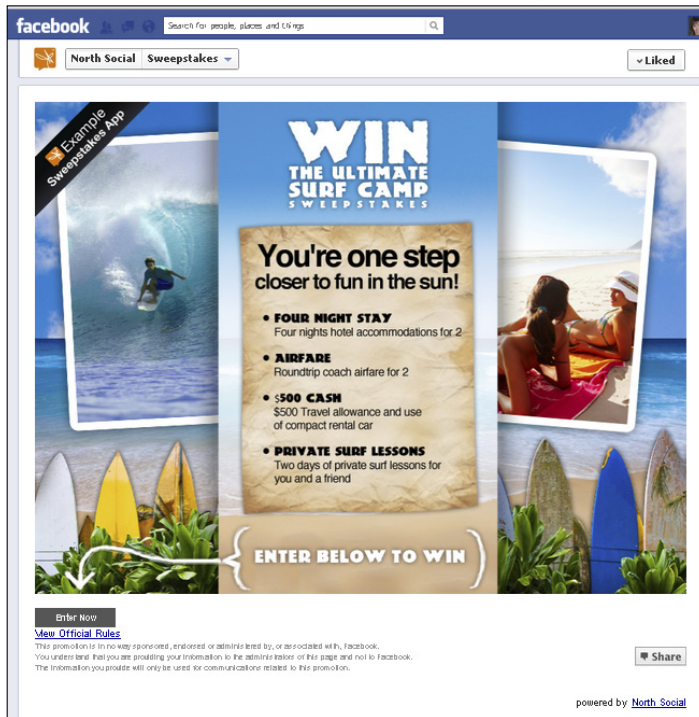 facebook
Search for people, places and things
North Social
Sweepstakes
Liked
Example
Sweepstakes App
WIN
THE ULTIMATE
SURF CAMP
SWEEPSTAKES
You're one step
closer to fun in the sun!
• FOUR NIGHT STAY
Four nights hotel accommodations for 2
• AIRFARE
Roundtrip coach airfare for 2
• $500 CASH
$500 Travel allowance and use
of compact rental car
• PRIVATE SURF LESSONS
Two days of private surf lessons for
you and a friend
ENTER BELOW TO WIN
Enter Now
View Official Rules
This promotion is in no way sponsored, endorsed or administered by, or associated with, Facebook.
You understand that you are providing your information to the administrators of this page and not to Facebook.
The information you provide will only be used for communications related to this promotion.
Share
powered by North Social